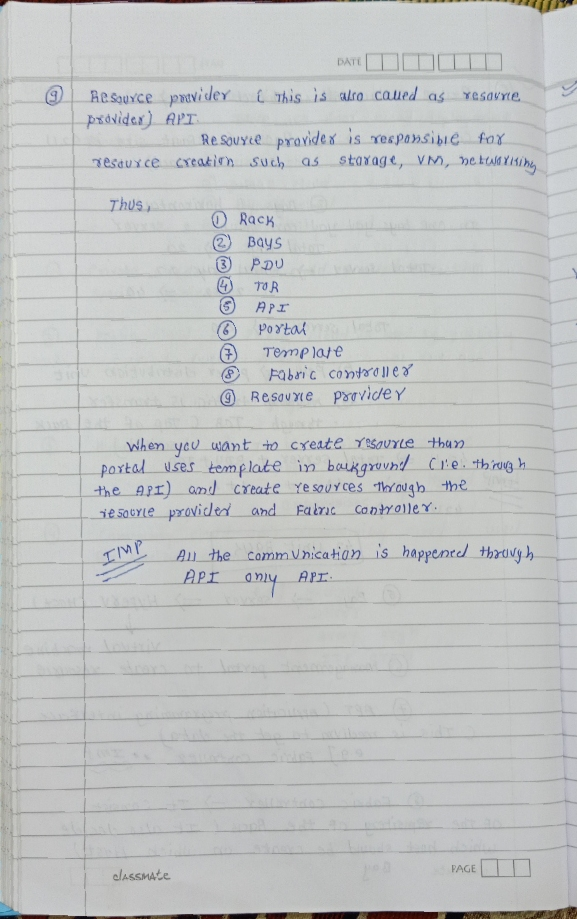 DATE
⑨ Resource provider ( This is also called as resource
provider) API.
Resource provider is responsible for
resource creation such as storage, VM, networking
Thus,
① Rack
② Bays
③ PDU
④ TOR
⑤ API
⑥ Portal
⑦ Template
⑧ Fabric controller
⑨ Resource provider
When you want to create resource than
portal uses template in background (i.e. through
the API) and create resources through the
resource provider and Fabric controller.
IMP All the communication is happened through
API only API.
classmate
PAGE